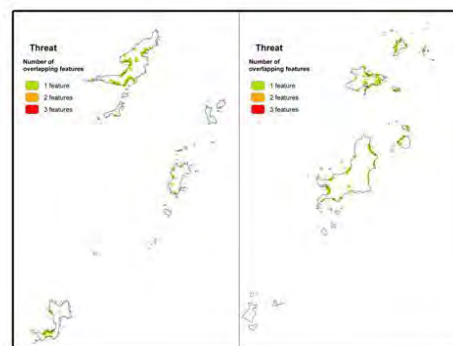 Threat
Number of
overlapping features
1 feature
2 features
3 features
Threat
Number of
overlapping features
1 feature
2 features
3 features